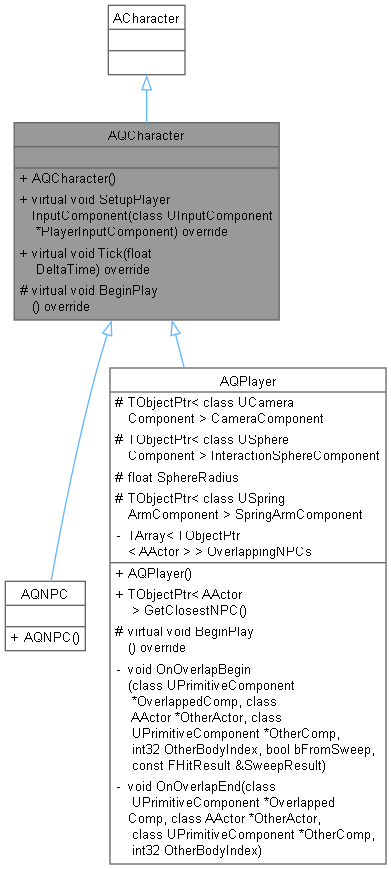 ACharacter
AQCharacter
+ AQCharacter()
+ virtual void SetupPlayer
InputComponent(class UInputComponent
*PlayerInputComponent) override
+ virtual void Tick(float
DeltaTime) override
# virtual void BeginPlay
() override
AQPlayer
# TObjectPtr< class UCamera
Component > CameraComponent
# TObjectPtr< class USphere
Component > InteractionSphereComponent
# float SphereRadius
# TObjectPtr< class USpring
ArmComponent > SpringArmComponent
- TArray< TObjectPtr
< AActor > > OverlappingNPCs
+ AQPlayer()
+ TObjectPtr< AActor
> GetClosestNPC()
# virtual void BeginPlay
() override
- void OnOverlapBegin
(class UPrimitiveComponent
*OverlappedComp, class
AActor *OtherActor, class
UPrimitiveComponent *OtherComp,
int32 OtherBodyIndex, bool bFromSweep,
const FHitResult &SweepResult)
- void OnOverlapEnd(class
UPrimitiveComponent *Overlapped
Comp, class AActor *OtherActor,
class UPrimitiveComponent *OtherComp,
int32 OtherBodyIndex)
AQNPC
+ AQNPC()